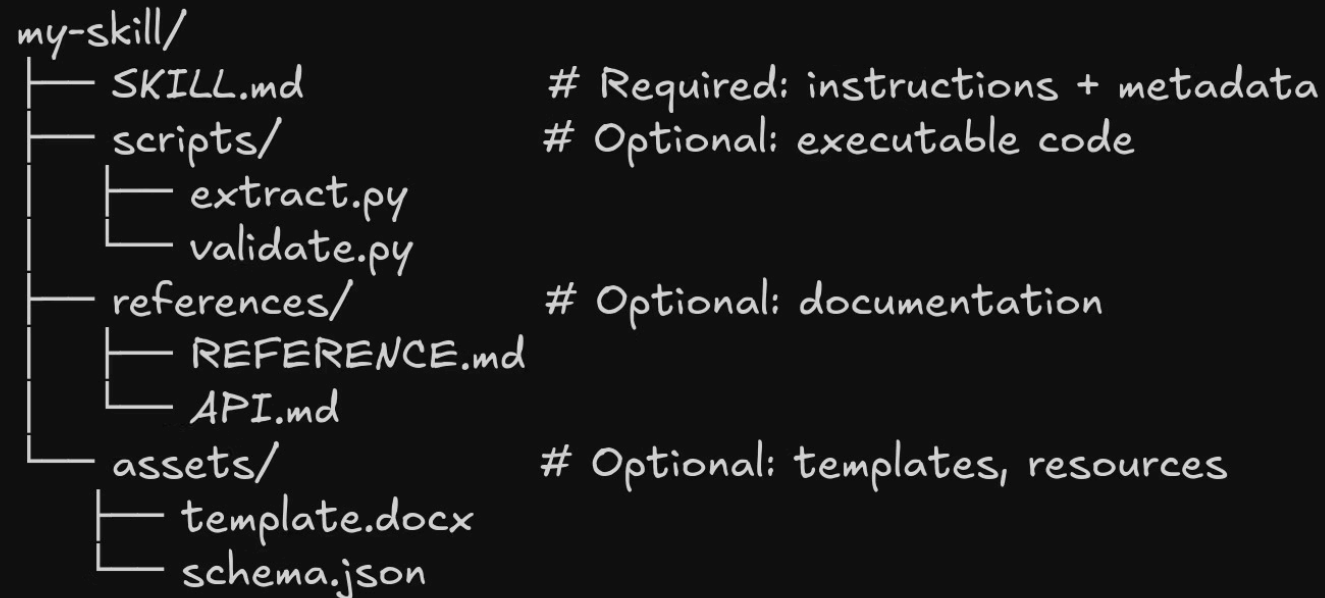 my-skill/
├── SKILL.md # Required: instructions + metadata
├── scripts/ # Optional: executable code
│ ├── extract.py
│ └── validate.py
├── references/ # Optional: documentation
│ ├── REFERENCE.md
│ └── API.md
└── assets/ # Optional: templates, resources
├── template.docx
└── schema.json